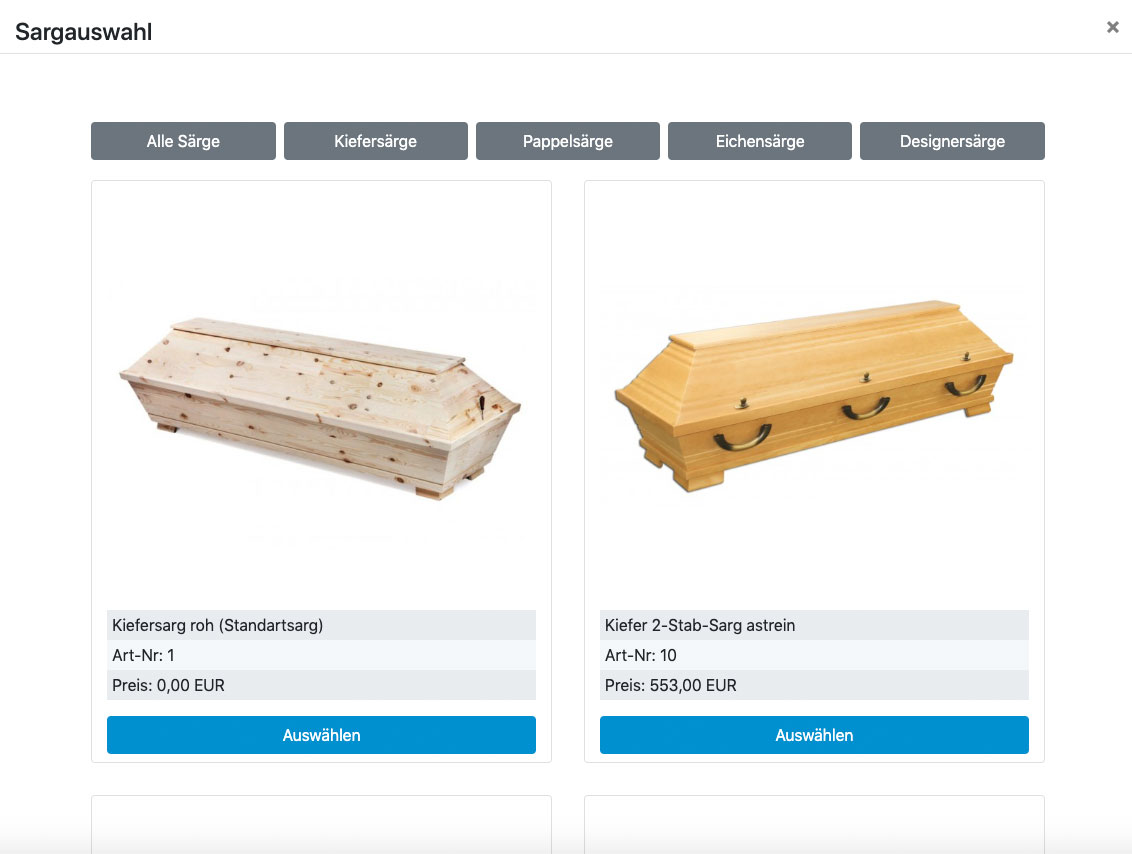 Sargauswahl
×
Alle Särge
Kiefersärge
Pappelsärge
Eichensärge
Designersärge
Kiefersarg roh (Standartsarg)
Art-Nr: 1
Preis: 0,00 EUR
Auswählen
Kiefer 2-Stab-Sarg astrein
Art-Nr: 10
Preis: 553,00 EUR
Auswählen